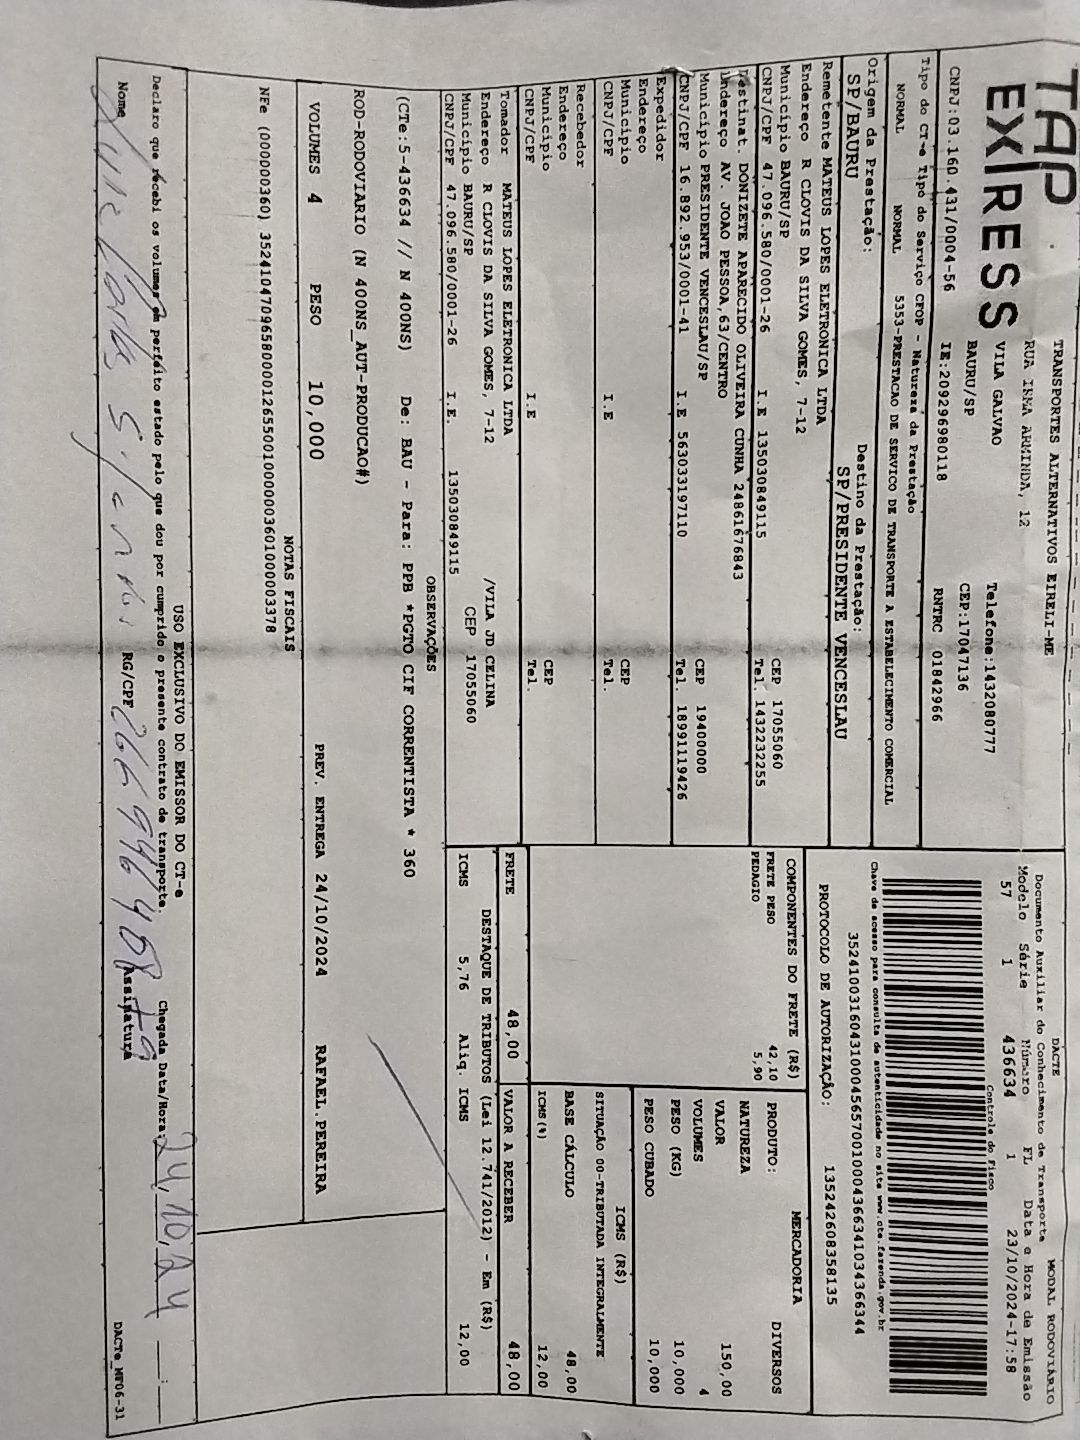 TAP
EXPRESS
TRANSPORTES ALTERNATIVOS EIRELI-ME
RUA IRMA ARMINDA, 12
VILA GALVAO Telefone:1432080777
BAURU/SP CEP:17047136
CNPJ:03.160.431/0004-56 IE:209296980118 RNTRC 01842966
DACTE MODAL RODOVIÁRIO
Documento Auxiliar do Conhecimento de Transporte
Modelo Série Número FL Data e Hora de Emissão
57 1 436634 1 23/10/2024-17:58
Controle do Fisco
Chave de acesso para consulta de autenticidade no site www.cte.fazenda.gov.br
35241003160431000456570010004366341034366344
PROTOCOLO DE AUTORIZAÇÃO: 135242608358135
Tipo do CT-e Tipo do Serviço CFOP - Natureza da Prestação
NORMAL NORMAL 5353-PRESTACAO DE SERVICO DE TRANSPORTE A ESTABELECIMENTO COMERCIAL
Origem da Prestação: Destino da Prestação:
SP/BAURU SP/PRESIDENTE VENCESLAU
Remetente MATEUS LOPES ELETRONICA LTDA
Endereço R CLOVIS DA SILVA GOMES, 7-12
Município BAURU/SP CEP 17055060
CNPJ/CPF 47.096.580/0001-26 I.E 135030849115 Tel. 1432232255
Destinat. DONIZETE APARECIDO OLIVEIRA CUNHA 24861676843
Endereço AV. JOAO PESSOA,63/CENTRO
Município PRESIDENTE VENCESLAU/SP CEP 19400000
CNPJ/CPF 16.892.953/0001-41 I.E 563033197110 Tel. 18991119426
Expedidor
Endereço
Município CEP
CNPJ/CPF I.E Tel.
Recebedor
Endereço
Município CEP
CNPJ/CPF I.E Tel.
Tomador MATEUS LOPES ELETRONICA LTDA
Endereço R CLOVIS DA SILVA GOMES, 7-12 /VILA JD CELINA
Município BAURU/SP CEP 17055060
CNPJ/CPF 47.096.580/0001-26 I.E. 135030849115
COMPONENTES DO FRETE (R$)
FRETE PESO 42,10
PEDAGIO 5,90
MERCADORIA
PRODUTO: DIVERSOS
NATUREZA
VALOR 150,00
VOLUMES 4
PESO (KG) 10,000
PESO CUBADO 10,000
ICMS (R$)
SITUAÇÃO 00-TRIBUTADA INTEGRALMENTE
BASE CÁLCULO 48,00
ICMS(%) 12,00
FRETE 48,00 VALOR A RECEBER 48,00
DESTAQUE DE TRIBUTOS (Lei 12.741/2012) - Em (R$)
ICMS 5,76 Aliq. ICMS 12,00
OBSERVAÇÕES
(CTe:5-436634 // N 400NS) De: BAU - Para: PPB *PGTO CIF CORRENTISTA * 360
ROD-RODOVIARIO (N 400NS_AUT-PRODUCAO#)
VOLUMES 4 PESO 10,000 PREV. ENTREGA 24/10/2024 RAFAEL.PEREIRA
NOTAS FISCAIS
NFe (000000360) 35241047096580000126550010000003601000003378
USO EXCLUSIVO DO EMISSOR DO CT-e
Declaro que recebi os volumes em perfeito estado pelo que dou por cumprido o presente contrato de transporte. Chegada Data/Hora: 24,10,24
Nome RG/CPF Assinatura
DACTe_MF06-31